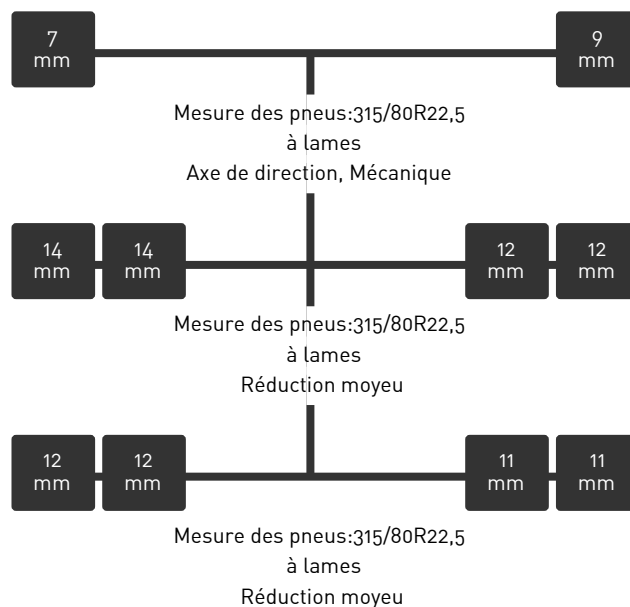 7 mm
9 mm
Mesure des pneus:315/80R22,5
à lames
Axe de direction, Mécanique
14 mm
14 mm
12 mm
12 mm
Mesure des pneus:315/80R22,5
à lames
Réduction moyeu
12 mm
12 mm
11 mm
11 mm
Mesure des pneus:315/80R22,5
à lames
Réduction moyeu